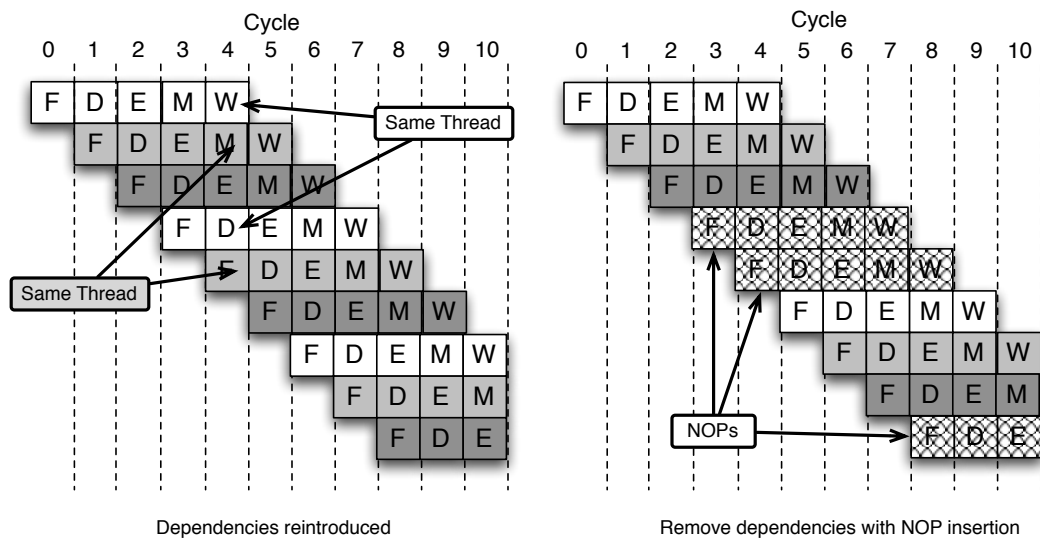 Cycle
0 1 2 3 4 5 6 7 8 9 10
F D E M W
F D E M W
F D E M W
F D E M W
F D E M W
F D E M W
F D E M W
F D E M
F D E
Same Thread
Same Thread
Dependencies reintroduced
Cycle
0 1 2 3 4 5 6 7 8 9 10
F D E M W
F D E M W
F D E M W
F D E M W
F D E M W
F D E M W
F D E M W
F D E M
F D E
NOPs
Remove dependencies with NOP insertion